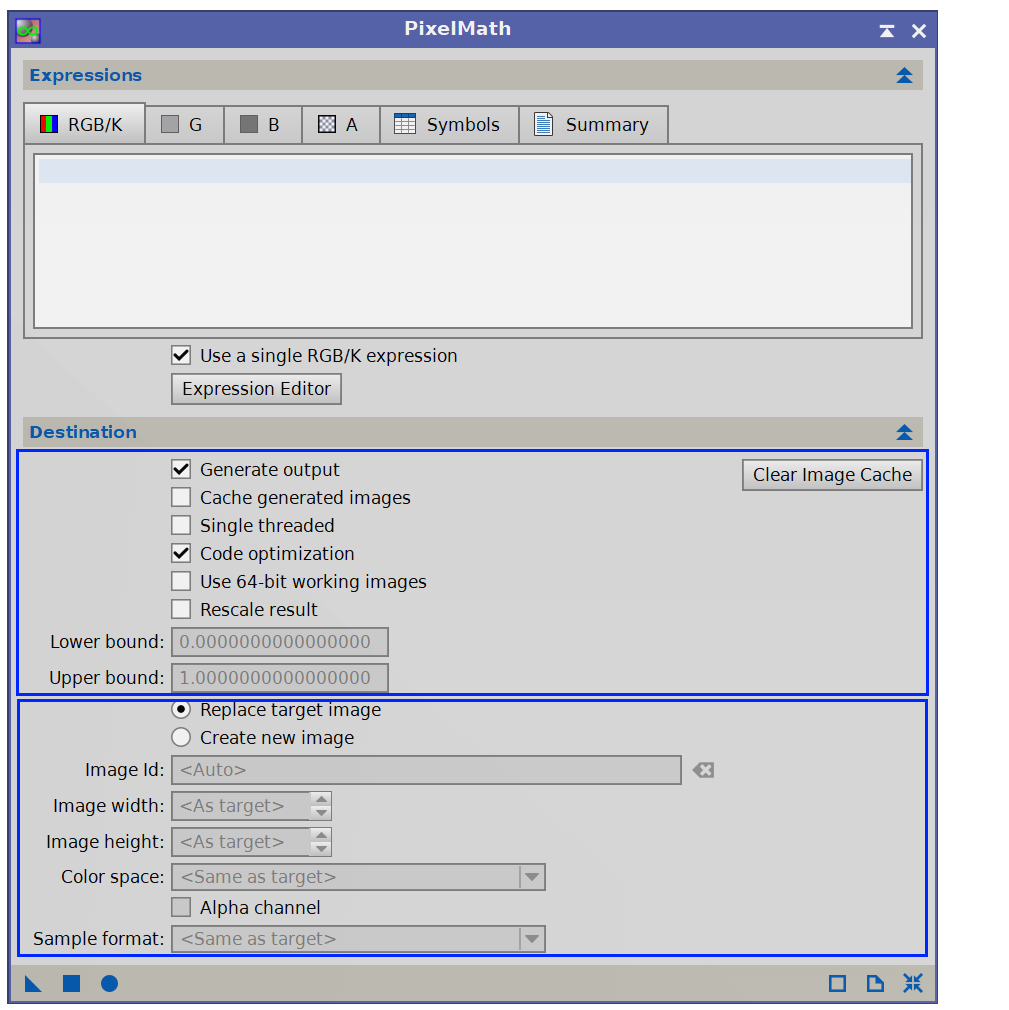 PixelMath
Expressions
RGB/K G B A Symbols Summary
Use a single RGB/K expression
Expression Editor
Destination
Generate output
Clear Image Cache
Cache generated images
Single threaded
Code optimization
Use 64-bit working images
Rescale result
Lower bound: 0.0000000000000000
Upper bound: 1.0000000000000000
Replace target image
Create new image
Image Id: <Auto>
Image width: <As target>
Image height: <As target>
Color space: <Same as target>
Alpha channel
Sample format: <Same as target>